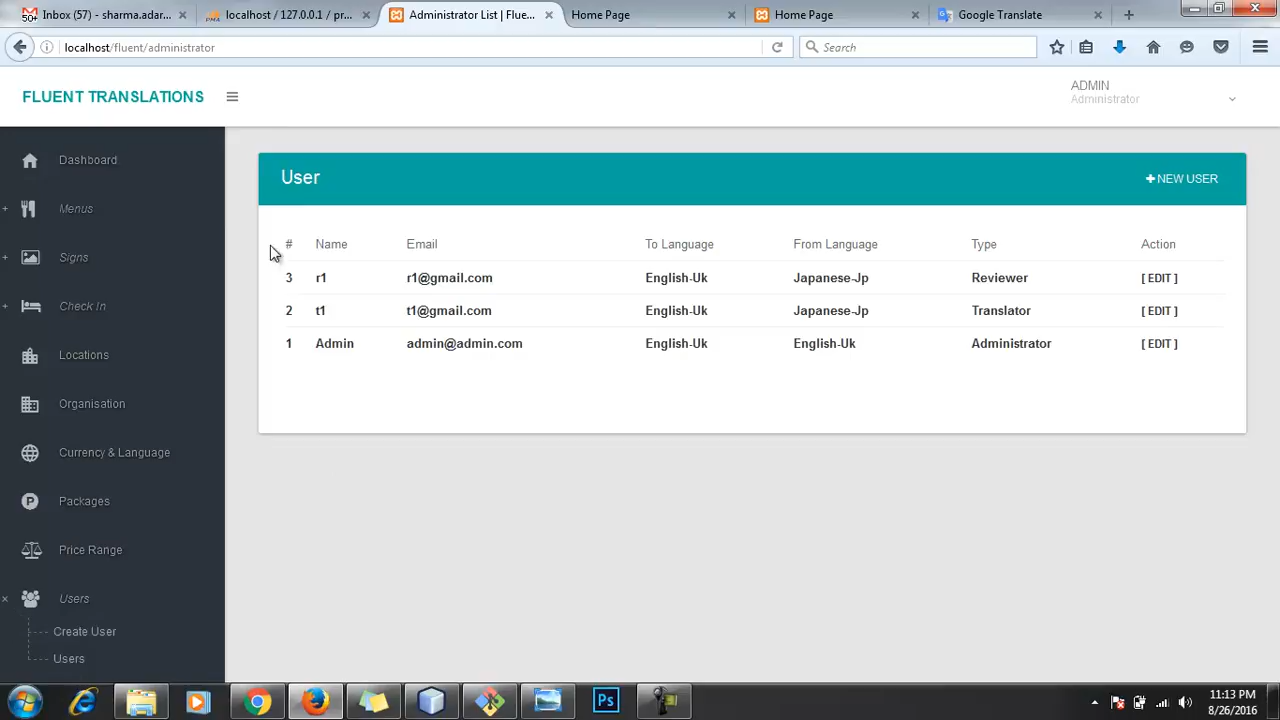 Inbox (57) - sharma.adar...
localhost / 127.0.0.1 / pr...
Administrator List | Flue...
Home Page
Home Page
Google Translate
localhost/fluent/administrator
Search
FLUENT TRANSLATIONS
ADMIN
Administrator
Dashboard
Menus
Signs
Check In
Locations
Organisation
Currency & Language
Packages
Price Range
Users
Create User
Users
User
NEW USER
# Name Email To Language From Language Type Action
3 r1 r1@gmail.com English-Uk Japanese-Jp Reviewer [ EDIT ]
2 t1 t1@gmail.com English-Uk Japanese-Jp Translator [ EDIT ]
1 Admin admin@admin.com English-Uk English-Uk Administrator [ EDIT ]
Ps
11:13 PM
8/26/2016